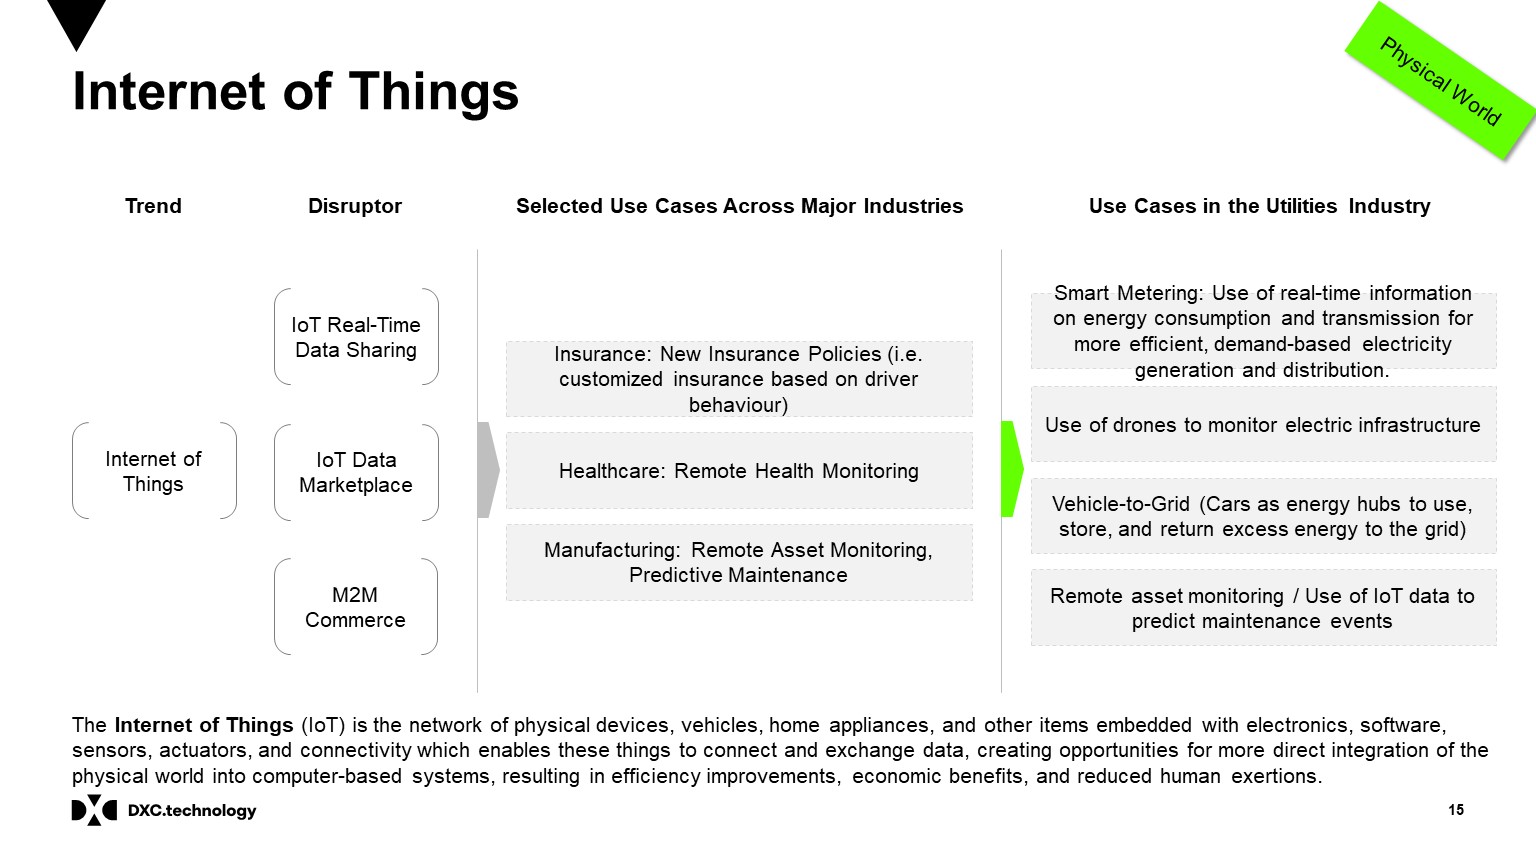 Internet of Things
Physical World
Trend
Disruptor
Selected Use Cases Across Major Industries
Use Cases in the Utilities Industry
Internet of
Things
IoT Real-Time
Data Sharing
IoT Data
Marketplace
M2M
Commerce
Insurance: New Insurance Policies (i.e.
customized insurance based on driver
behaviour)
Healthcare: Remote Health Monitoring
Manufacturing: Remote Asset Monitoring,
Predictive Maintenance
Smart Metering: Use of real-time information
on energy consumption and transmission for
more efficient, demand-based electricity
generation and distribution.
Use of drones to monitor electric infrastructure
Vehicle-to-Grid (Cars as energy hubs to use,
store, and return excess energy to the grid)
Remote asset monitoring / Use of IoT data to
predict maintenance events
The Internet of Things (IoT) is the network of physical devices, vehicles, home appliances, and other items embedded with electronics, software,
sensors, actuators, and connectivity which enables these things to connect and exchange data, creating opportunities for more direct integration of the
physical world into computer-based systems, resulting in efficiency improvements, economic benefits, and reduced human exertions.
DXC.technology
15